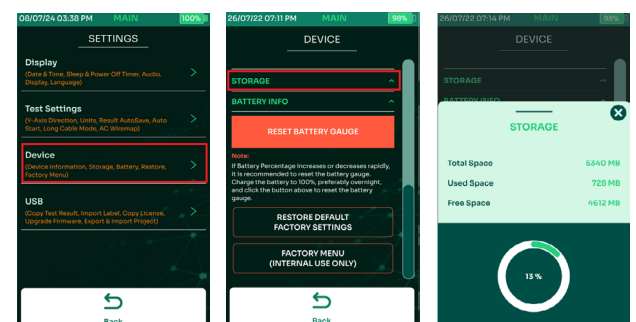 08/07/24 03:38 PM MAIN 100%
SETTINGS
Display
(Date & Time, Sleep & Power Off Timer, Audio,
Display, Language)
Test Settings
(Y-Axis Direction, Units, Result AutoSave, Auto
Start, Long Cable Mode, AC Wiremap)
Device
(Device Information, Storage, Battery, Restore,
Factory Menu)
USB
(Copy Test Result, Import Label, Copy License,
Upgrade Firmware, Export & Import Project)
Back
26/07/22 07:11 PM MAIN 98%
DEVICE
STORAGE
BATTERY INFO
RESET BATTERY GAUGE
Note:
If Battery Percentage increases or decreases rapidly,
it is recommended to reset the battery gauge.
Charge the battery to 100%, preferably overnight,
and click the button above to reset the battery
gauge.
RESTORE DEFAULT
FACTORY SETTINGS
FACTORY MENU
(INTERNAL USE ONLY)
Back
26/07/22 07:14 PM MAIN 98%
DEVICE
STORAGE
BATTERY INFO
STORAGE
Total Space 5340 MB
Used Space 728 MB
Free Space 4612 MB
13 %